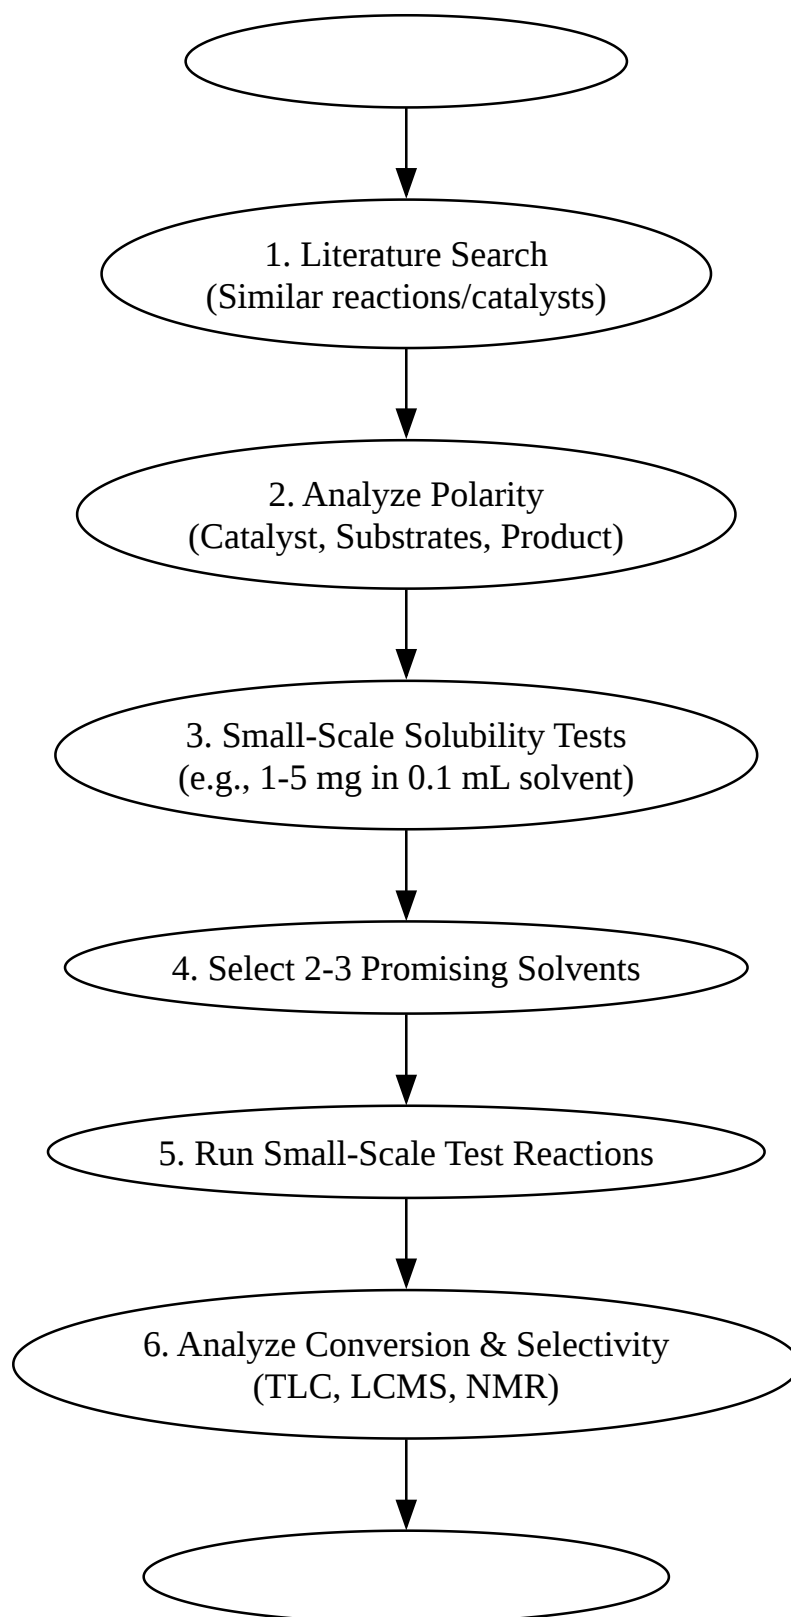 1. Literature Search
(Similar reactions/catalysts)
2. Analyze Polarity
(Catalyst, Substrates, Product)
3. Small-Scale Solubility Tests
(e.g., 1-5 mg in 0.1 mL solvent)
4. Select 2-3 Promising Solvents
5. Run Small-Scale Test Reactions
6. Analyze Conversion & Selectivity
(TLC, LCMS, NMR)